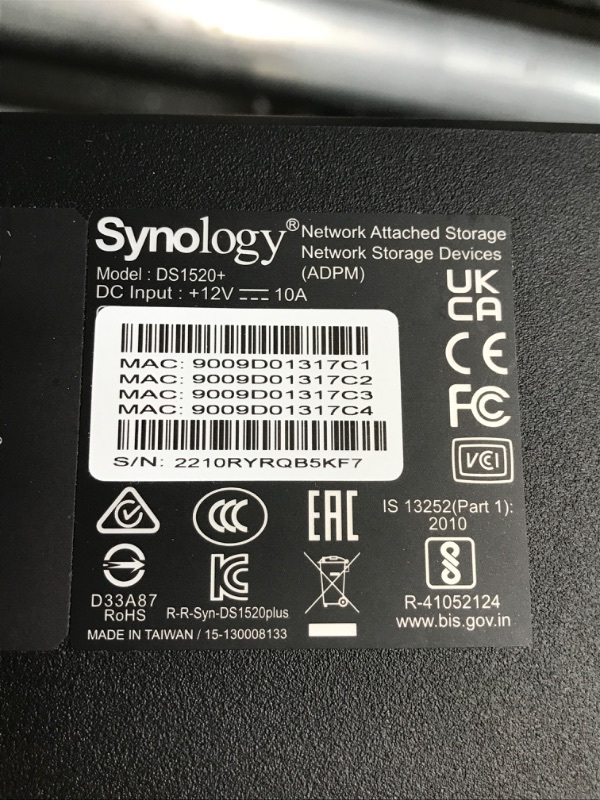 Synology® Network Attached Storage
Network Storage Devices
Model : DS1520+ (ADPM)
DC Input : +12V 10A
UK
CA
CE
FC
MAC: 9009D01317C1
MAC: 9009D01317C2
MAC: 9009D01317C3
MAC: 9009D01317C4
S/N: 2210RYRQB5KF7
VCI
CCC
EAC
IS 13252(Part 1):
2010
D33A87
RoHS
KC
R-R-Syn-DS1520plus
R-41052124
www.bis.gov.in
MADE IN TAIWAN / 15-130008133